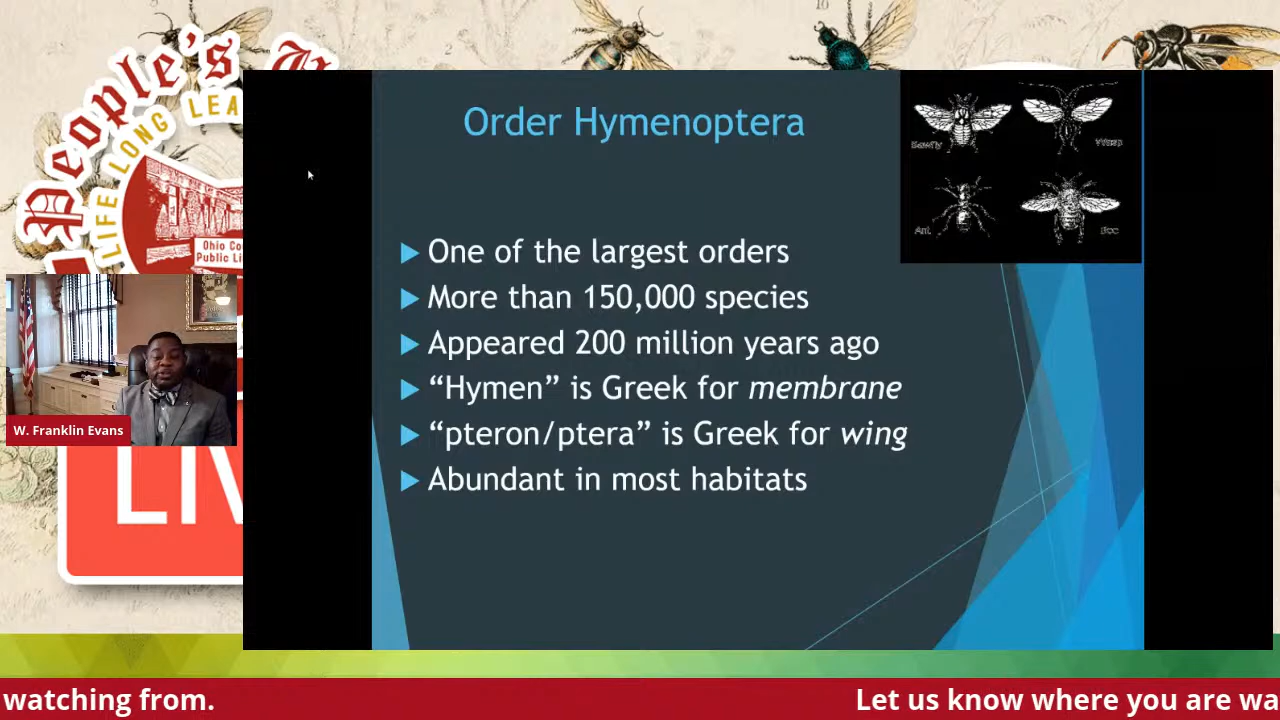 People's
LIFE LONG LEA
Ohio Co
Public Li
LIV
W. Franklin Evans
Order Hymenoptera
Sawfly
Wasp
Ant
Bee
One of the largest orders
More than 150,000 species
Appeared 200 million years ago
“Hymen” is Greek for membrane
“pteron/ptera” is Greek for wing
Abundant in most habitats
watching from.
Let us know where you are wa